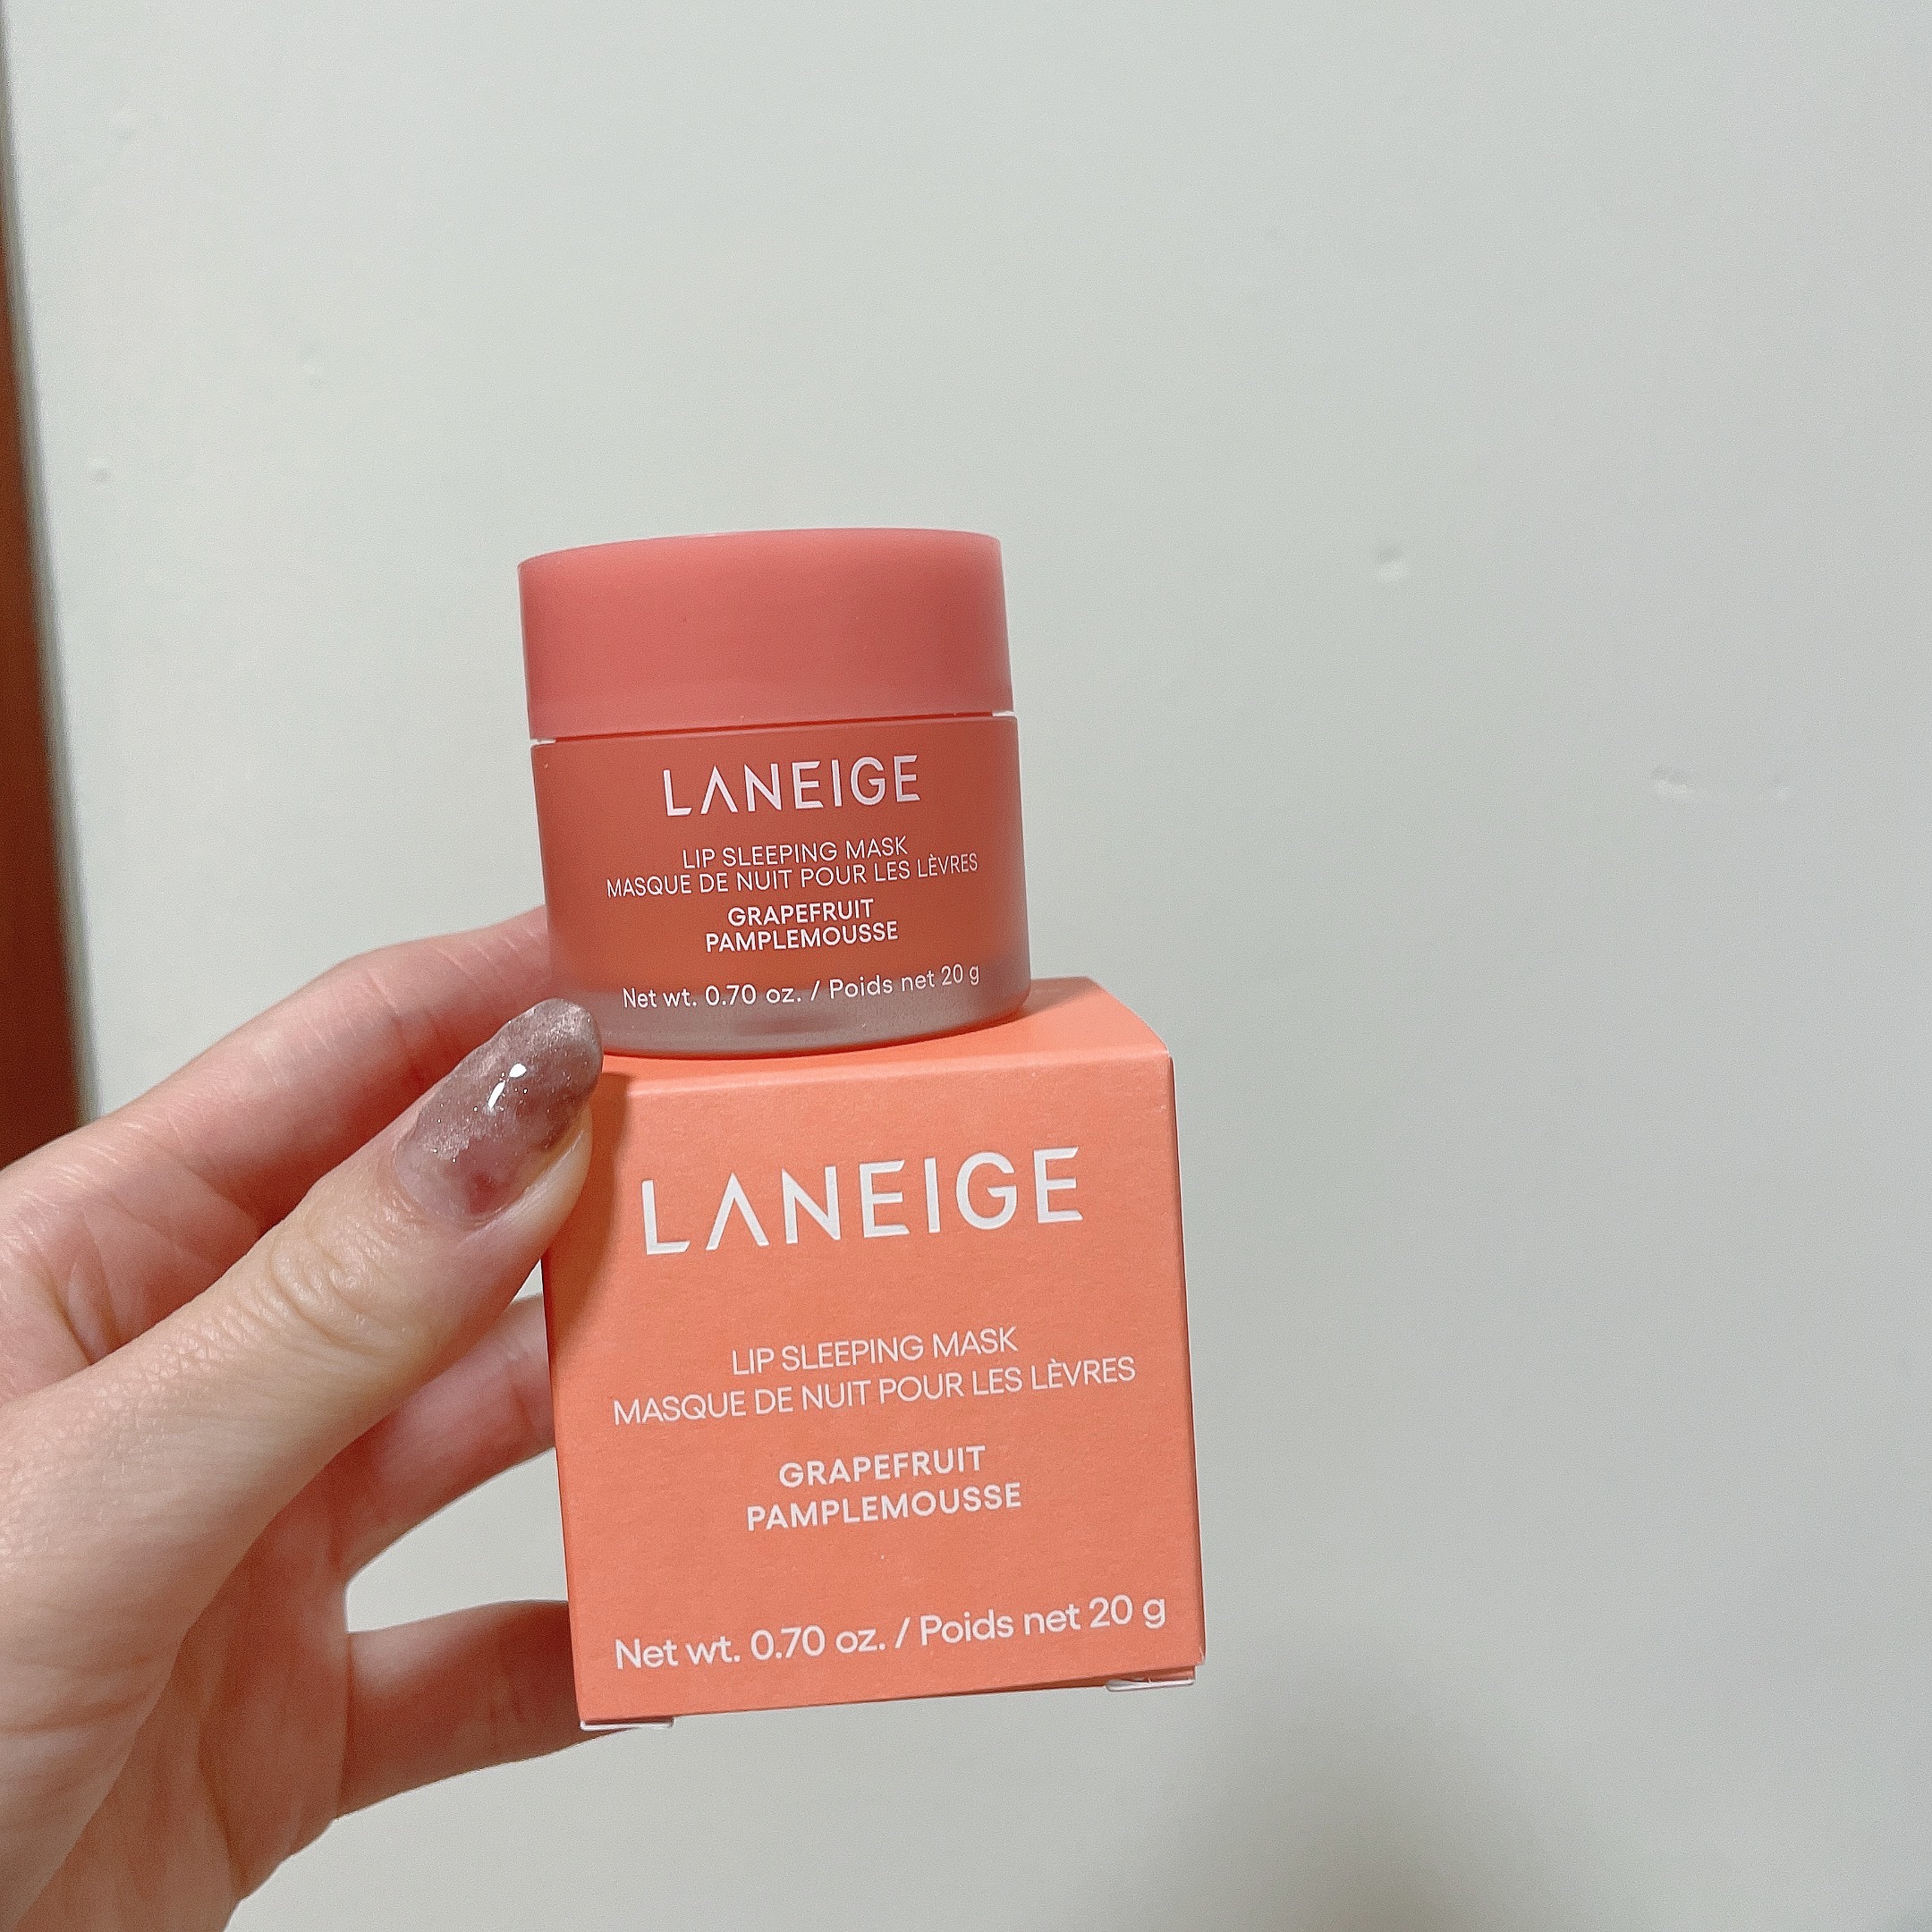 LANEIGE
LIP SLEEPING MASK
MASQUE DE NUIT POUR LES LÈVRES
GRAPEFRUIT
PAMPLEMOUSSE
Net wt. 0.70 oz. / Poids net 20 g
LANEIGE
LIP SLEEPING MASK
MASQUE DE NUIT POUR LES LÈVRES
GRAPEFRUIT
PAMPLEMOUSSE
Net wt. 0.70 oz. / Poids net 20 g